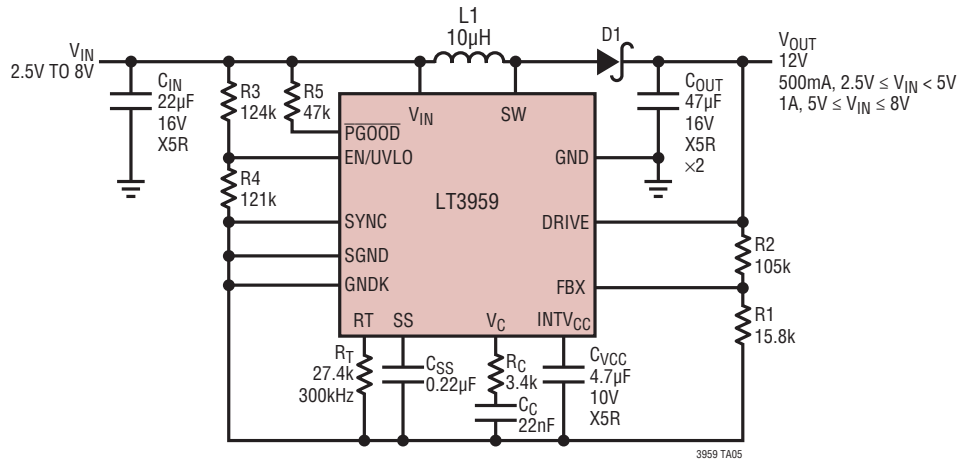 L1
10µH
D1
VIN
2.5V TO 8V
VOUT
12V
500mA, 2.5V ≤ VIN < 5V
1A, 5V ≤ VIN ≤ 8V
CIN
22µF
16V
X5R
R3
124k
R5
47k
COUT
47µF
16V
X5R
×2
VIN
SW
PGOOD
EN/UVLO
GND
R4
121k
LT3959
SYNC
DRIVE
SGND
GNDK
FBX
R2
105k
R1
15.8k
RT
SS
VC
INTVCC
RT
27.4k
300kHz
CSS
0.22µF
RC
3.4k
CC
22nF
CVCC
4.7µF
10V
X5R
3959 TA05